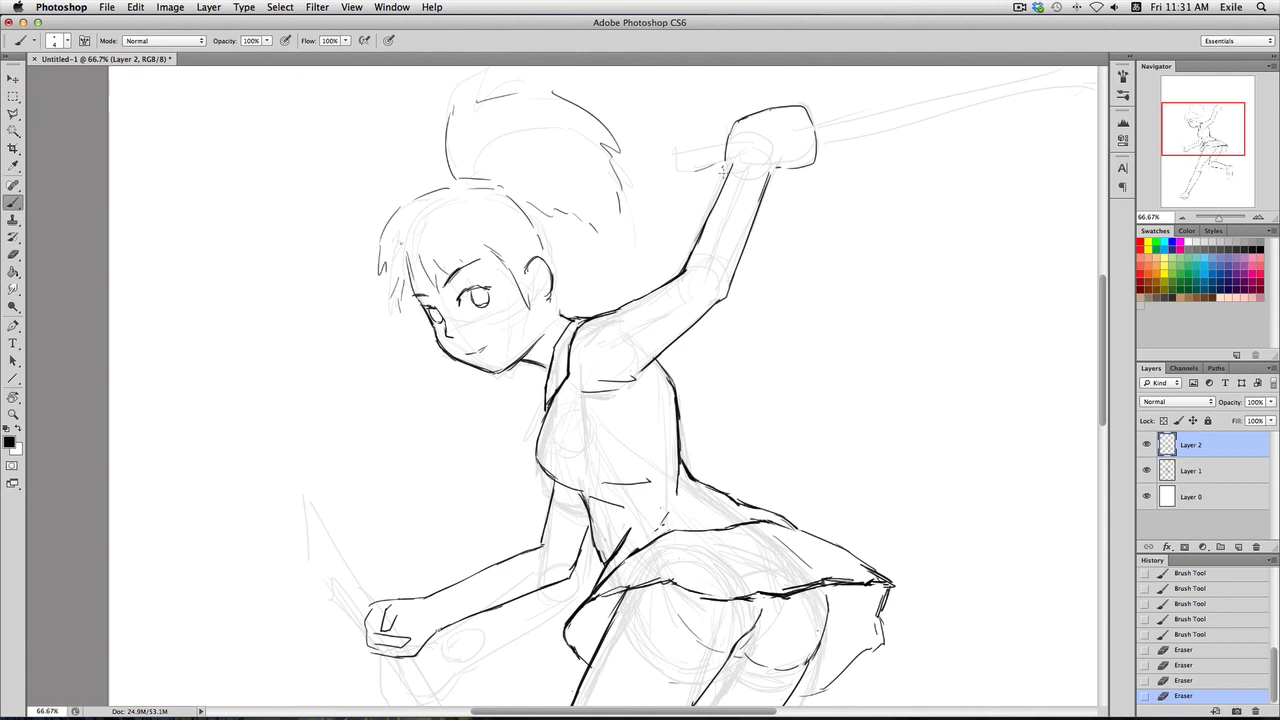 Photoshop File Edit Image Layer Type Select Filter View Window Help
Fri 11:31 AM Exile
Adobe Photoshop CS6
4 Mode: Normal Opacity: 100% Flow: 100% Essentials
× Untitled-1 @ 66.7% (Layer 2, RGB/8) *
Navigator
66.67%
Swatches Color Styles
Layers Channels Paths
Kind
Normal Opacity: 100%
Lock: Fill: 100%
Layer 2
Layer 1
Layer 0
fx
History
Brush Tool
Brush Tool
Brush Tool
Brush Tool
Brush Tool
Eraser
Eraser
Eraser
Eraser
66.67% Doc: 24.9M/53.1M